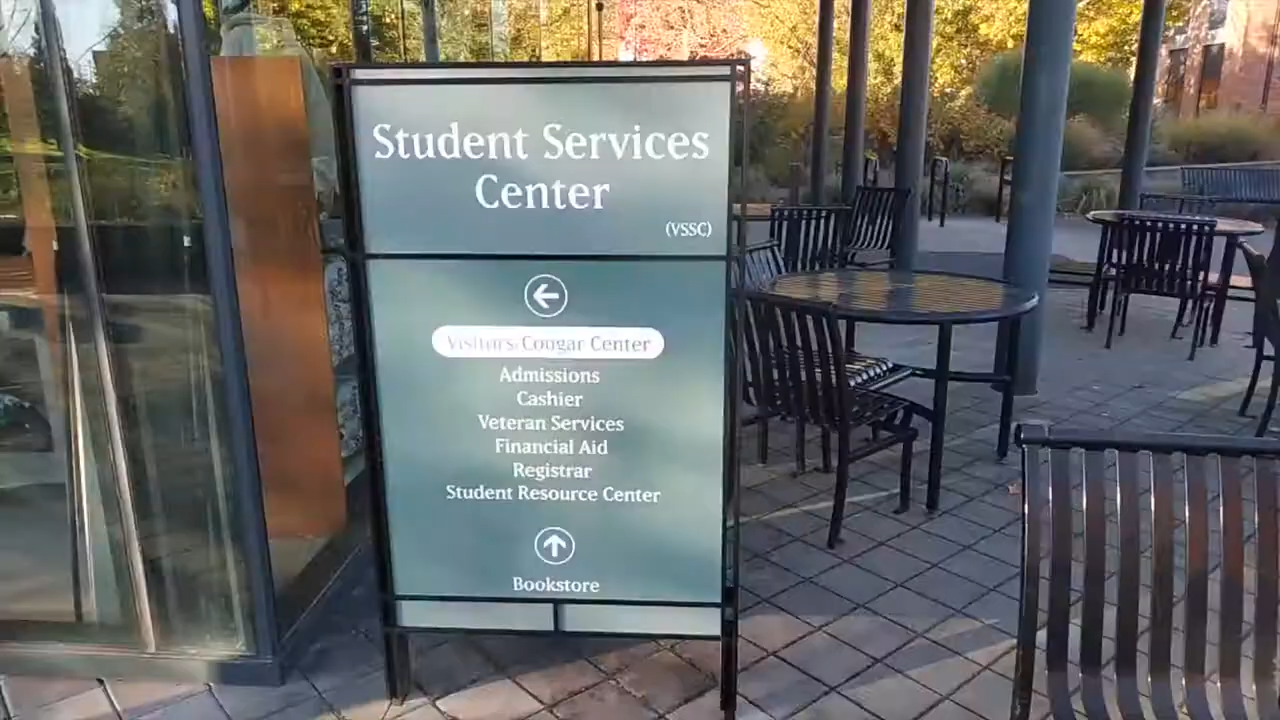 Student Services
Center
(VSSC)
Visitors/Cougar Center
Admissions
Cashier
Veteran Services
Financial Aid
Registrar
Student Resource Center
Bookstore